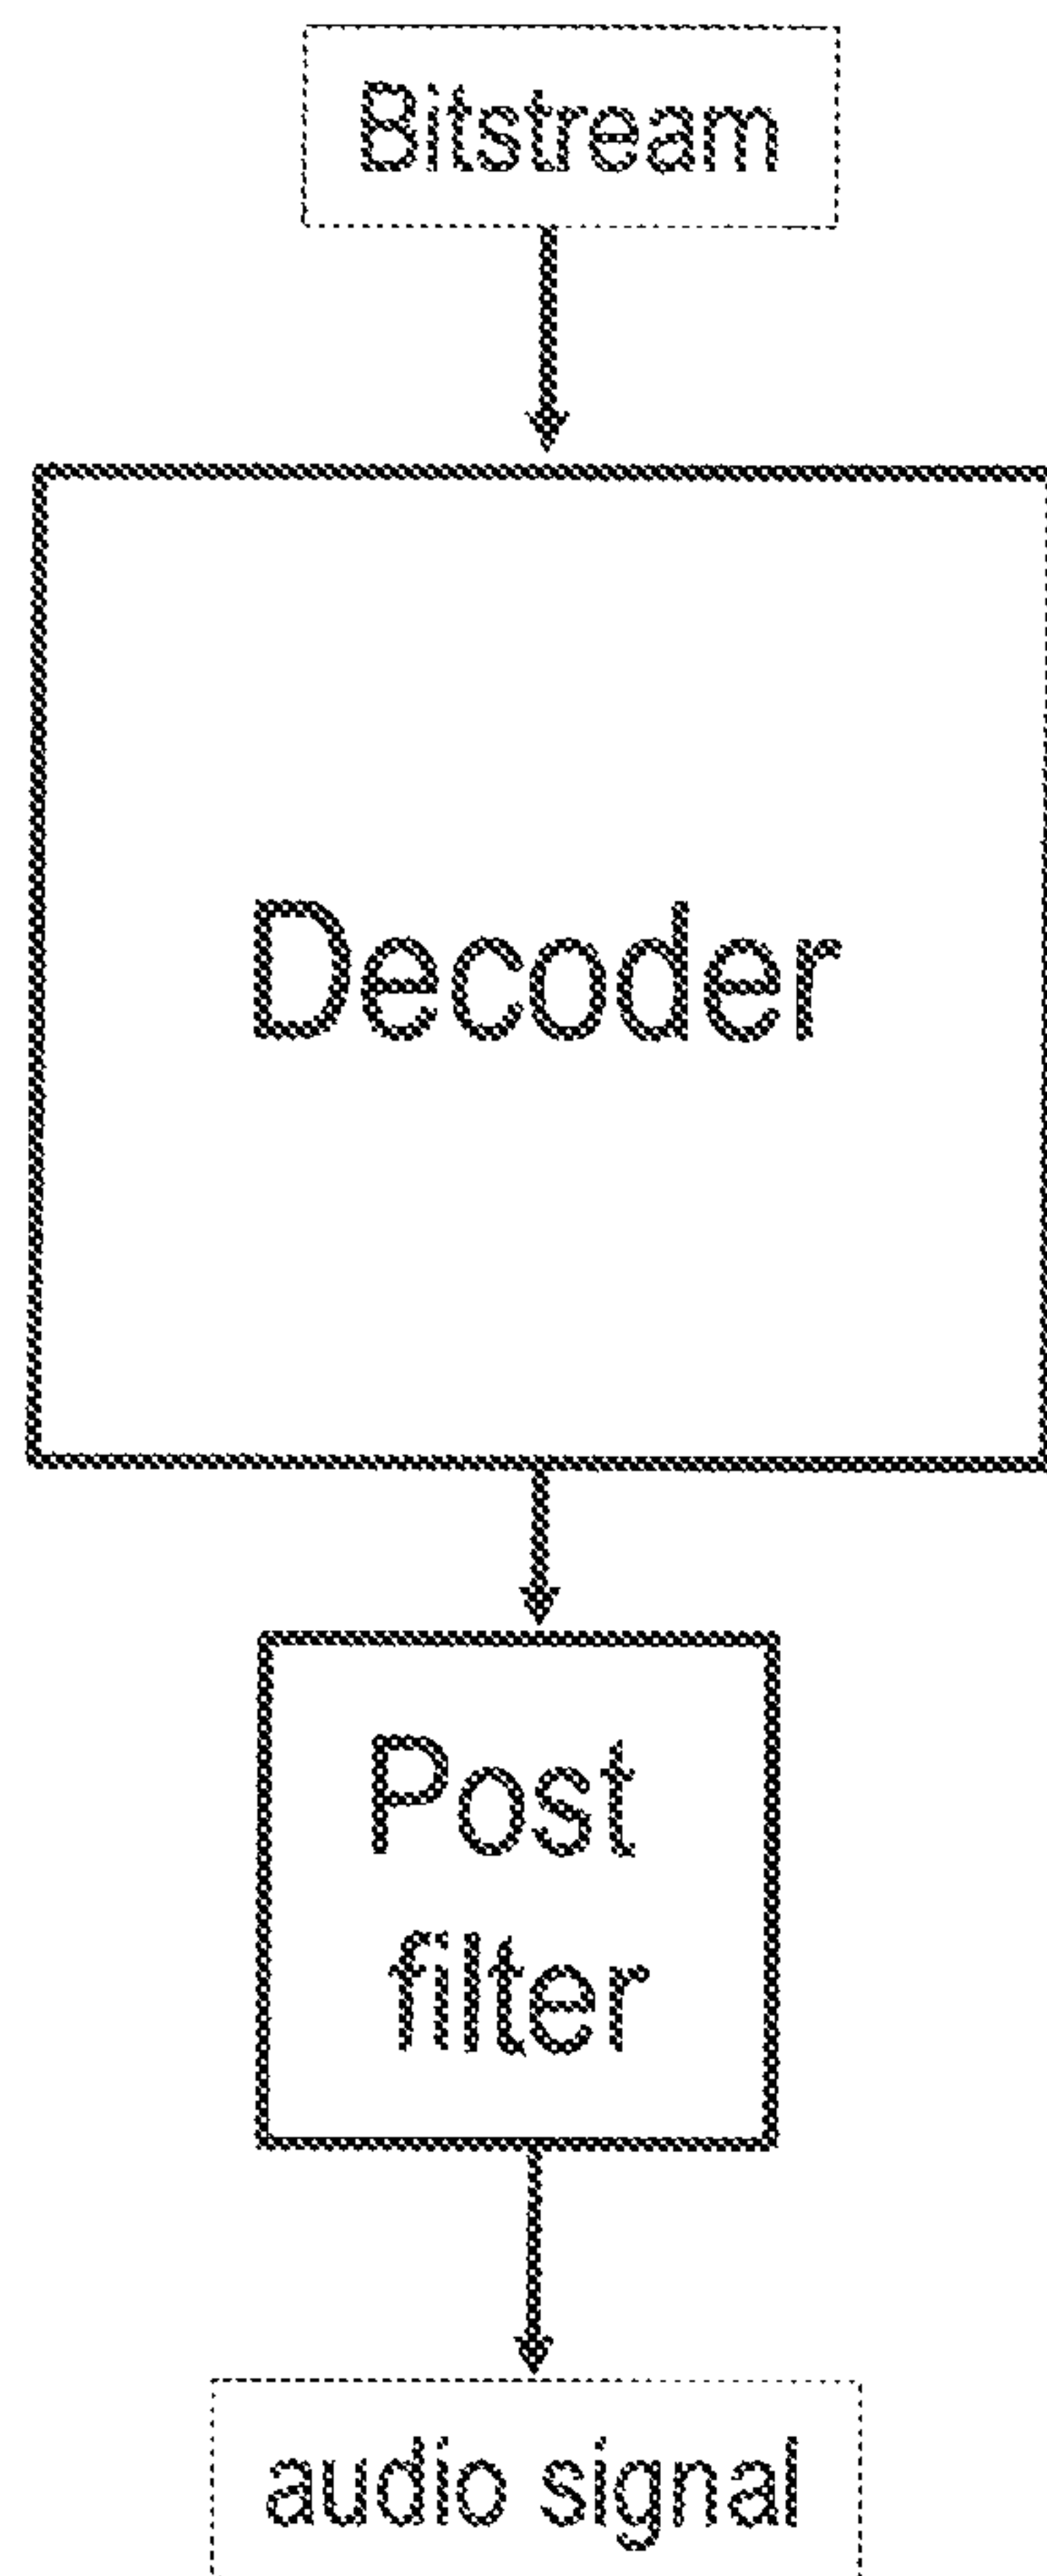 Bitstream
Decoder
Post
filter
audio signal